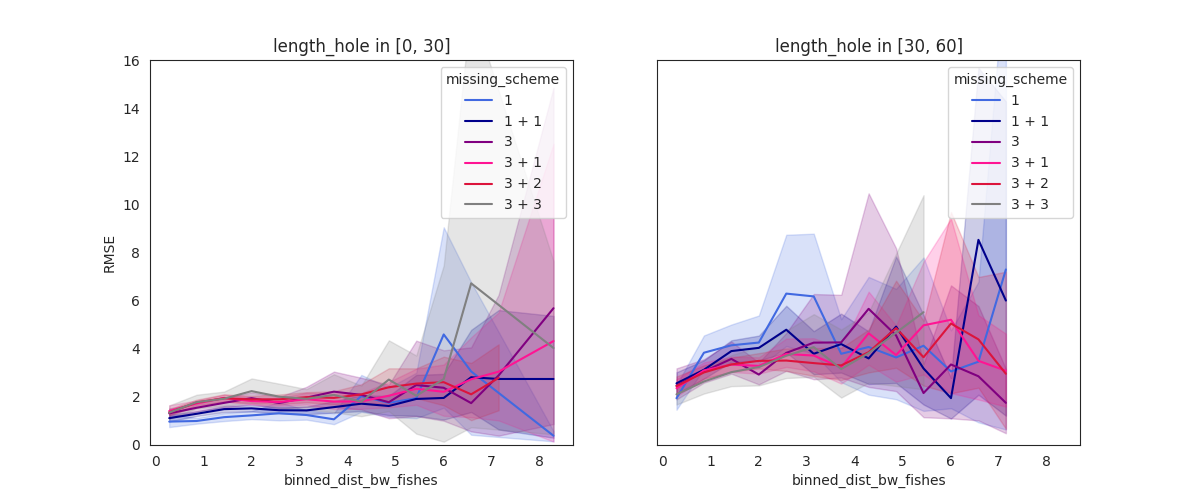 length_hole in [0, 30]
length_hole in [30, 60]
16
14
12
10
8
6
4
2
0
RMSE
missing_scheme
1
1 + 1
3
3 + 1
3 + 2
3 + 3
0 1 2 3 4 5 6 7 8
binned_dist_bw_fishes
missing_scheme
1
1 + 1
3
3 + 1
3 + 2
3 + 3
0 1 2 3 4 5 6 7 8
binned_dist_bw_fishes